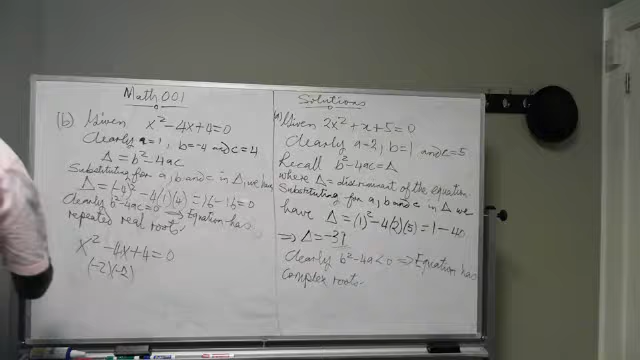 Math 001
(b) Given x² - 4x + 4 = 0
Clearly a = 1, b = -4 and c = 4
Δ = b² - 4ac
Substituting for a, b and c in Δ, we have
Δ = (-4)² - 4(1)(4) = 16 - 16 = 0
Clearly b² - 4ac = 0 ⇒ Equation has
repeated real roots.
x² - 4x + 4 = 0
(-2)(-2)
Solutions
(a) Given 2x² + x + 5 = 0
Clearly a = 2, b = 1 and c = 5
Recall b² - 4ac = Δ
where Δ = discriminant of the equation.
Substituting for a, b and c in Δ we
have Δ = (1)² - 4(2)(5) = 1 - 40
⇒ Δ = -39
Clearly b² - 4a < 0 ⇒ Equation has
complex roots.